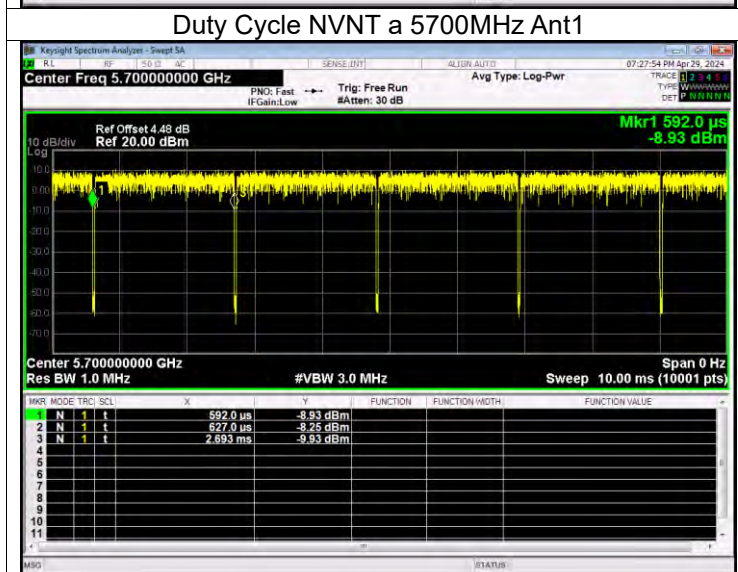 Duty Cycle NVNT a 5700MHz Ant1
Keysight Spectrum Analyzer - Swept SA
RL RF 50 Ω AC SENSE:INT ALIGN AUTO 07:27:54 PM Apr 29, 2024
Center Freq 5.700000000 GHz Avg Type: Log-Pwr TRACE 1 2 3 4 5 6
PNO: Fast Trig: Free Run TYPE W
IFGain:Low #Atten: 30 dB DET P N N N N N
Mkr1 592.0 µs
-8.93 dBm
Ref Offset 4.48 dB
10 dB/div Ref 20.00 dBm
Log
10.0
0.00
-10.0
-20.0
-30.0
-40.0
-50.0
-60.0
-70.0
1
3
Center 5.700000000 GHz Span 0 Hz
Res BW 1.0 MHz #VBW 3.0 MHz Sweep 10.00 ms (10001 pts)
MKR MODE TRC SCL X Y FUNCTION FUNCTION WIDTH FUNCTION VALUE
1 N 1 t 592.0 µs -8.93 dBm
2 N 1 t 627.0 µs -8.25 dBm
3 N 1 t 2.693 ms -9.93 dBm
4
5
6
7
8
9
10
11
MSG STATUS